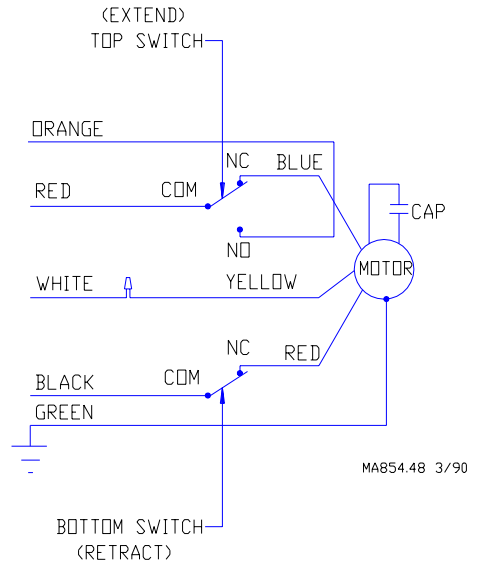 (EXTEND)
TOP SWITCH
ORANGE
NC
BLUE
RED
COM
CAP
NO
MOTOR
WHITE
YELLOW
NC
RED
COM
BLACK
GREEN
MA854.48 3/90
BOTTOM SWITCH
(RETRACT)